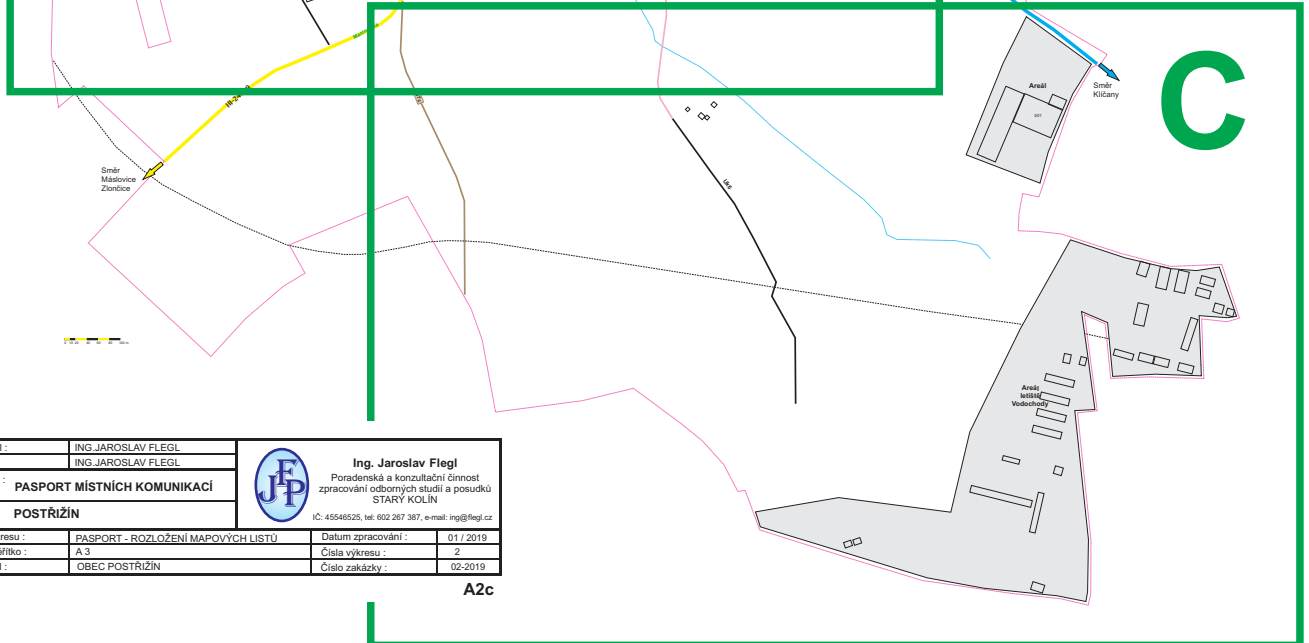 C
Areál
601
Směr
Klíčany
Směr
Máslovice
Zlončice
Areál
letiště
Vodochody
ING.JAROSLAV FLEGL
ING.JAROSLAV FLEGL
PASPORT MÍSTNÍCH KOMUNIKACÍ
POSTŘIŽÍN
JFP
Ing. Jaroslav Flegl
Poradenská a konzultační činnost
zpracování odborných studií a posudků
STARÝ KOLÍN
IČ: 45546525, tel: 602 267 387, e-mail: ing@flegl.cz
PASPORT - ROZLOŽENÍ MAPOVÝCH LISTŮ Datum zpracování : 01 / 2019
A 3 Čísla výkresu : 2
OBEC POSTŘIŽÍN Číslo zakázky : 02-2019
A2c